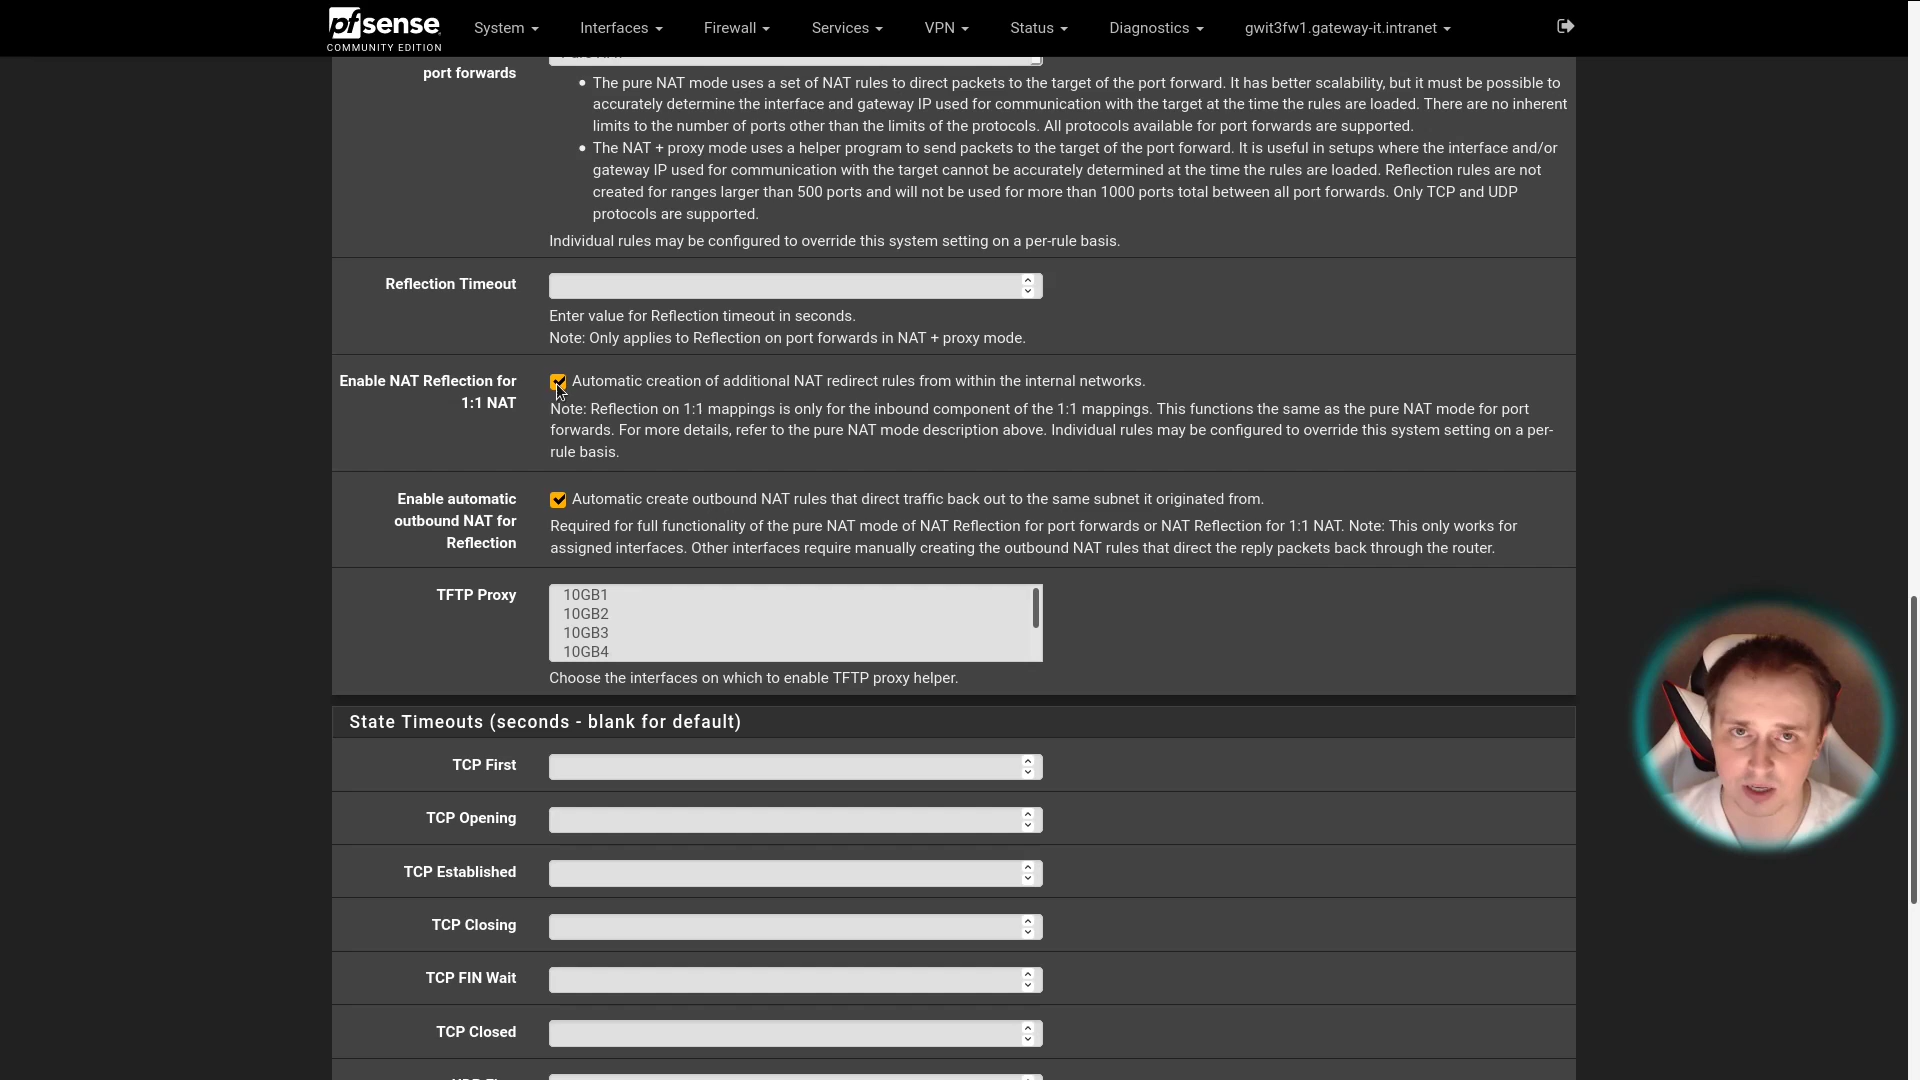 pfsense
COMMUNITY EDITION
System
Interfaces
Firewall
Services
VPN
Status
Diagnostics
gwit3fw1.gateway-it.intranet
port forwards
The pure NAT mode uses a set of NAT rules to direct packets to the target of the port forward. It has better scalability, but it must be possible to
accurately determine the interface and gateway IP used for communication with the target at the time the rules are loaded. There are no inherent
limits to the number of ports other than the limits of the protocols. All protocols available for port forwards are supported.
The NAT + proxy mode uses a helper program to send packets to the target of the port forward. It is useful in setups where the interface and/or
gateway IP used for communication with the target cannot be accurately determined at the time the rules are loaded. Reflection rules are not
created for ranges larger than 500 ports and will not be used for more than 1000 ports total between all port forwards. Only TCP and UDP
protocols are supported.
Individual rules may be configured to override this system setting on a per-rule basis.
Reflection Timeout
Enter value for Reflection timeout in seconds.
Note: Only applies to Reflection on port forwards in NAT + proxy mode.
Enable NAT Reflection for
1:1 NAT
Automatic creation of additional NAT redirect rules from within the internal networks.
Note: Reflection on 1:1 mappings is only for the inbound component of the 1:1 mappings. This functions the same as the pure NAT mode for port
forwards. For more details, refer to the pure NAT mode description above. Individual rules may be configured to override this system setting on a per-
rule basis.
Enable automatic
outbound NAT for
Reflection
Automatic create outbound NAT rules that direct traffic back out to the same subnet it originated from.
Required for full functionality of the pure NAT mode of NAT Reflection for port forwards or NAT Reflection for 1:1 NAT. Note: This only works for
assigned interfaces. Other interfaces require manually creating the outbound NAT rules that direct the reply packets back through the router.
TFTP Proxy
10GB1
10GB2
10GB3
10GB4
Choose the interfaces on which to enable TFTP proxy helper.
State Timeouts (seconds - blank for default)
TCP First
TCP Opening
TCP Established
TCP Closing
TCP FIN Wait
TCP Closed